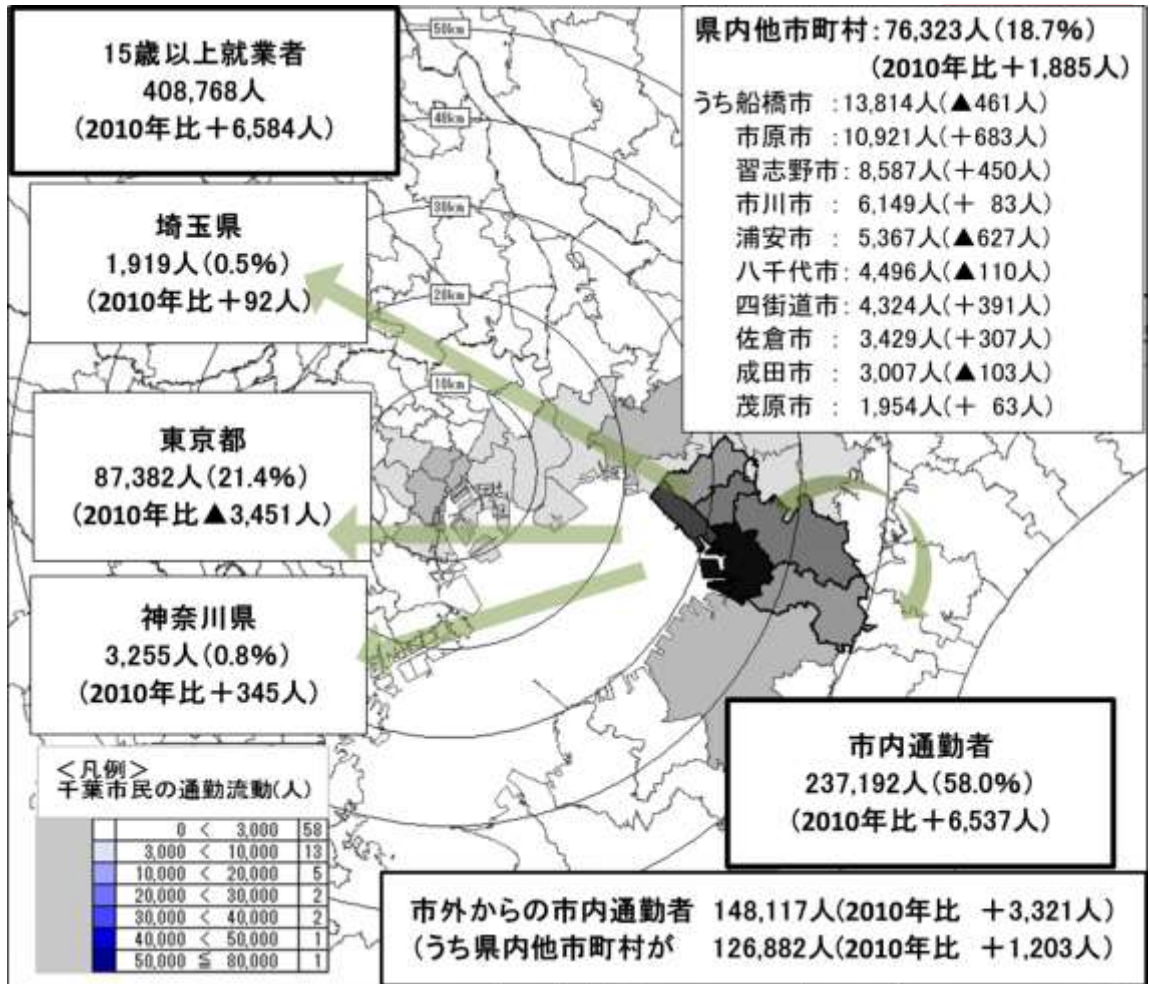 50km
40km
30km
20km
10km
15歳以上就業者
408,768人
(2010年比+6,584人)
埼玉県
1,919人(0.5%)
(2010年比+92人)
東京都
87,382人(21.4%)
(2010年比▲3,451人)
神奈川県
3,255人(0.8%)
(2010年比+345人)
県内他市町村:76,323人(18.7%)
(2010年比+1,885人)
うち船橋市 :13,814人(▲461人)
市原市 :10,921人(+683人)
習志野市: 8,587人(+450人)
市川市 : 6,149人(+ 83人)
浦安市 : 5,367人(▲627人)
八千代市: 4,496人(▲110人)
四街道市: 4,324人(+391人)
佐倉市 : 3,429人(+307人)
成田市 : 3,007人(▲103人)
茂原市 : 1,954人(+ 63人)
市内通勤者
237,192人(58.0%)
(2010年比+6,537人)
<凡例>
千葉市民の通勤流動(人)
0 < 3,000 58
3,000 < 10,000 13
10,000 < 20,000 5
20,000 < 30,000 2
30,000 < 40,000 2
40,000 < 50,000 1
50,000 ≦ 80,000 1
市外からの市内通勤者 148,117人(2010年比 +3,321人)
(うち県内他市町村が 126,882人(2010年比 +1,203人)